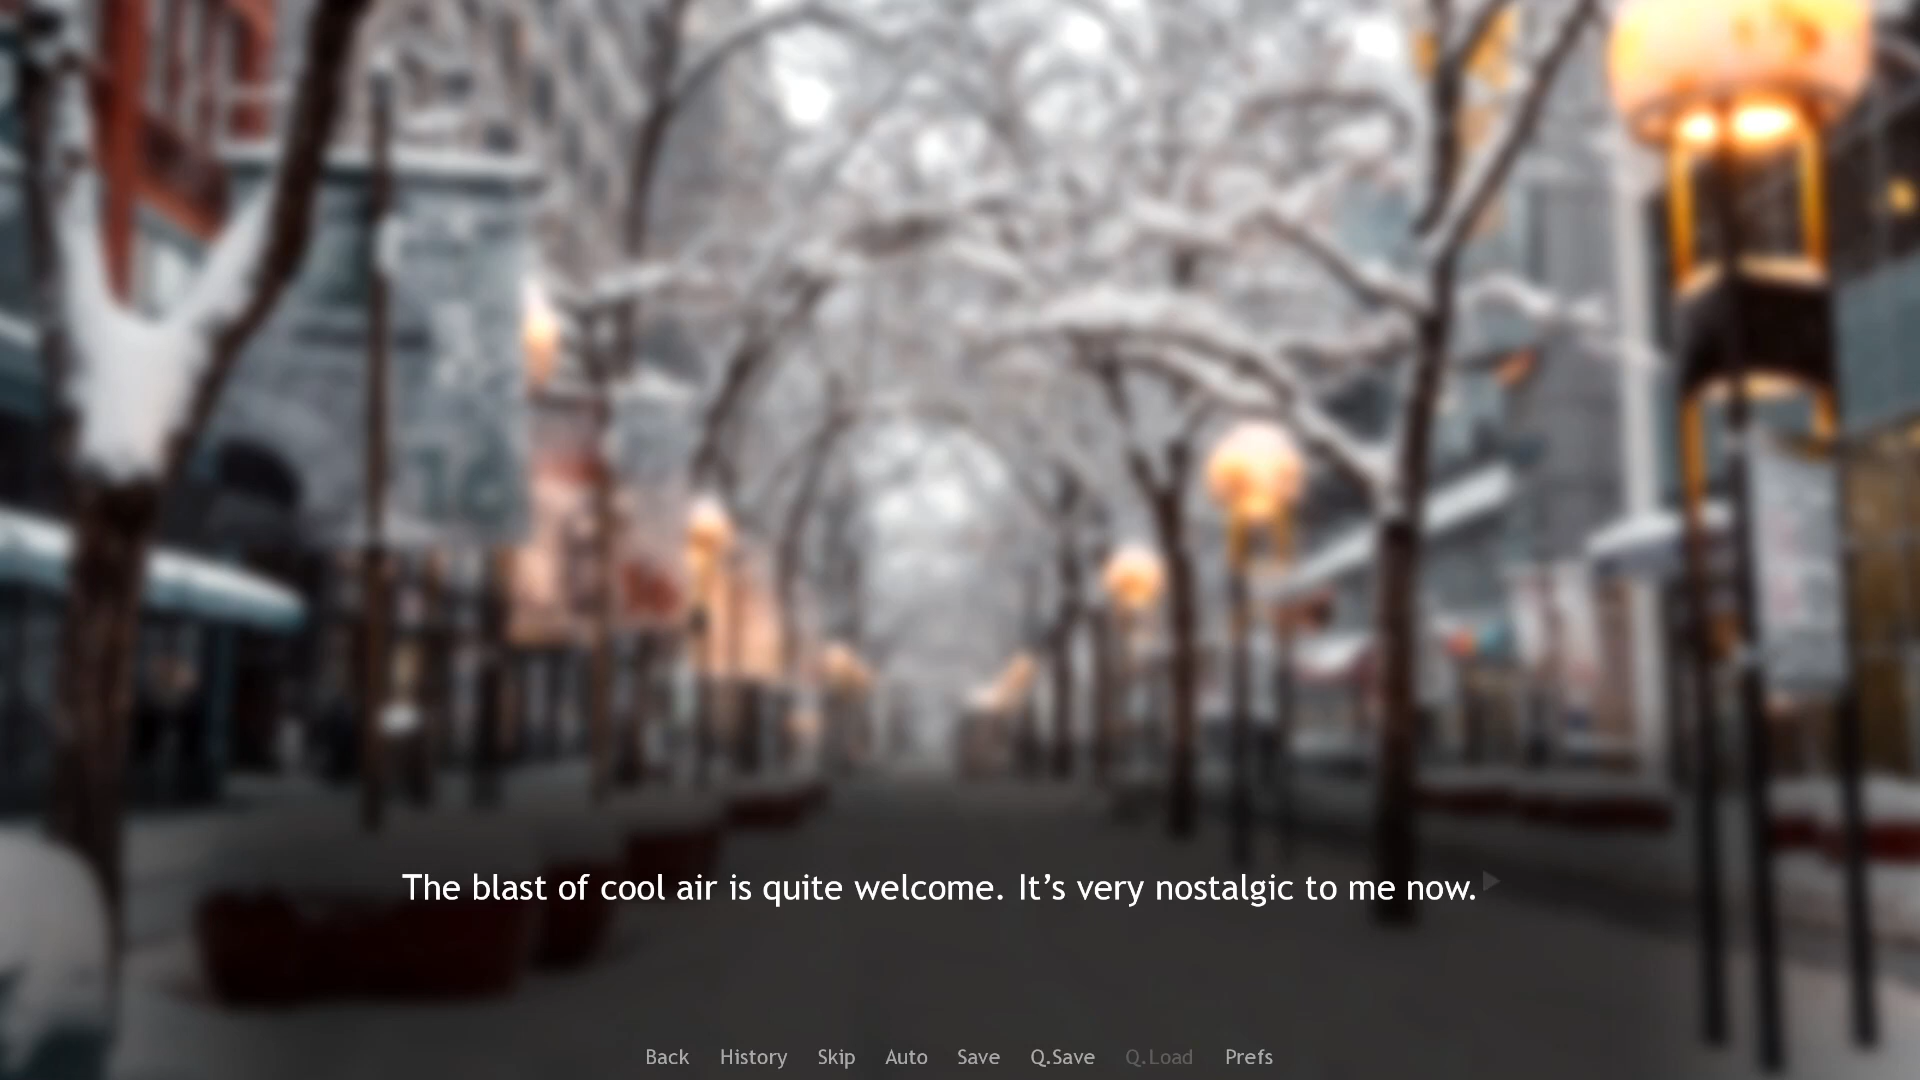 16
The blast of cool air is quite welcome. It’s very nostalgic to me now.
Back History Skip Auto Save Q.Save Q.Load Prefs